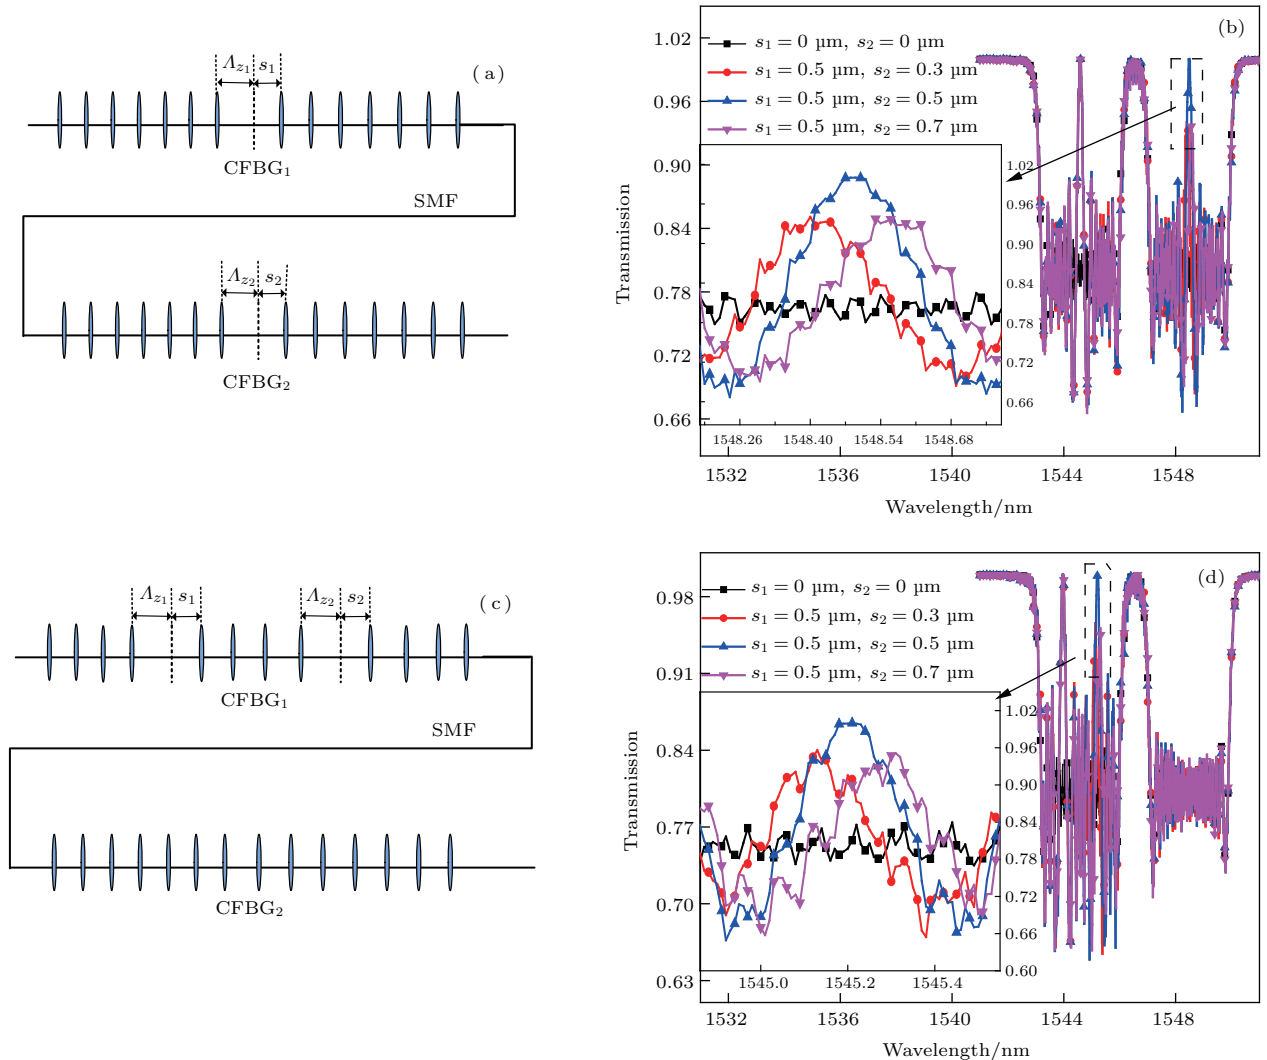 Λz1 s1
(a)
CFBG1
SMF
Λz2 s2
CFBG2
(b)
s1 = 0 µm, s2 = 0 µm
s1 = 0.5 µm, s2 = 0.3 µm
s1 = 0.5 µm, s2 = 0.5 µm
s1 = 0.5 µm, s2 = 0.7 µm
1.02
0.96
0.90
0.84
0.78
0.72
0.66
Transmission
1.02
0.96
0.90
0.84
0.78
0.72
0.66
1548.26 1548.40 1548.54 1548.68
1532 1536 1540 1544 1548
Wavelength/nm
Λz1 s1 Λz2 s2
(c)
CFBG1
SMF
CFBG2
(d)
s1 = 0 µm, s2 = 0 µm
s1 = 0.5 µm, s2 = 0.3 µm
s1 = 0.5 µm, s2 = 0.5 µm
s1 = 0.5 µm, s2 = 0.7 µm
0.98
0.91
0.84
0.77
0.70
0.63
Transmission
1.02
0.96
0.90
0.84
0.78
0.72
0.66
0.60
1545.0 1545.2 1545.4
1532 1536 1540 1544 1548
Wavelength/nm